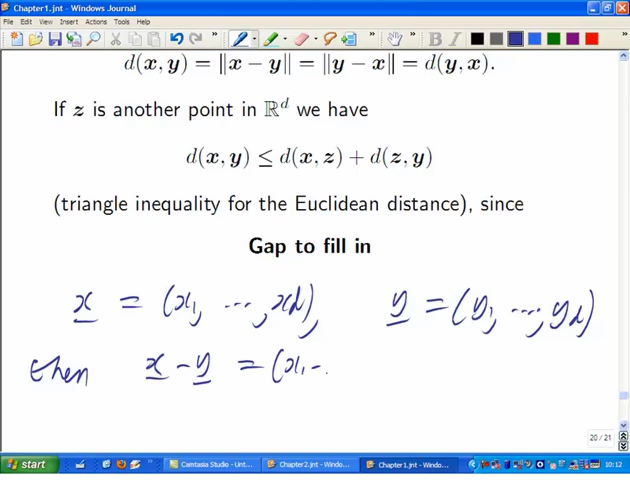 Chapter1.jnt - Windows Journal
File Edit View Insert Actions Tools Help
B I
d(x, y) = ‖x − y‖ = ‖y − x‖ = d(y, x).
If z is another point in ℝᵈ we have
d(x, y) ≤ d(x, z) + d(z, y)
(triangle inequality for the Euclidean distance), since
Gap to fill in
x = (x₁, ..., xd), y = (y₁, ..., yd)
then x − y = (x₁ −
20 / 21
start Camtasia Studio - Unt... Chapter2.jnt - Windo... Chapter1.jnt - Windo... 10:12